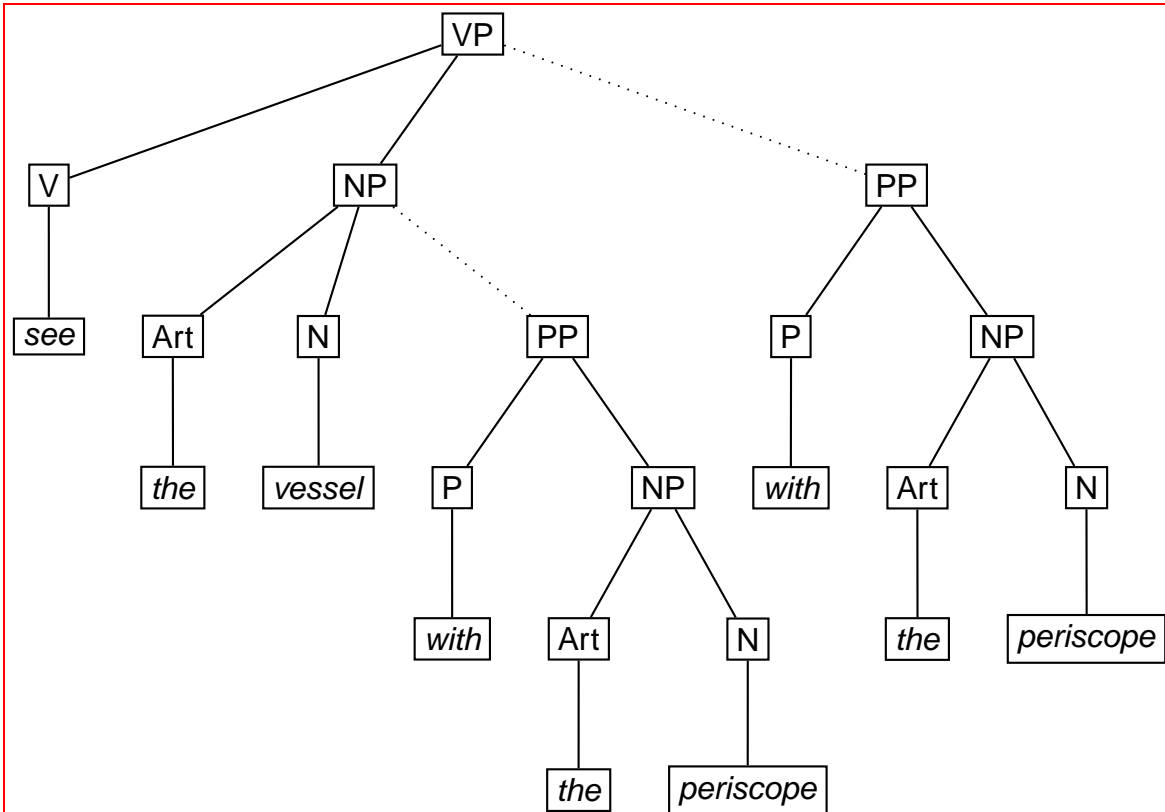 VP
V NP PP
see Art N PP P NP
the vessel P NP with Art N
with Art N the periscope
the periscope